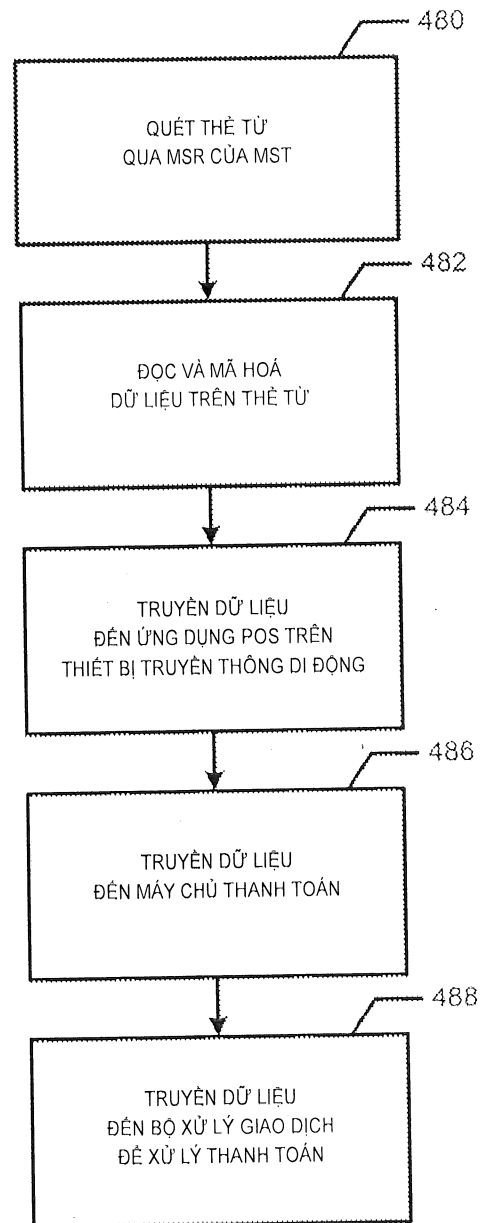 480
QUÉT THẺ TỪ
QUA MSR CỦA MST
482
ĐỌC VÀ MÃ HOÁ
DỮ LIỆU TRÊN THẺ TỪ
484
TRUYỀN DỮ LIỆU
ĐẾN ỨNG DỤNG POS TRÊN
THIẾT BỊ TRUYỀN THÔNG DI ĐỘNG
486
TRUYỀN DỮ LIỆU
ĐẾN MÁY CHỦ THANH TOÁN
488
TRUYỀN DỮ LIỆU
ĐẾN BỘ XỬ LÝ GIAO DỊCH
ĐỂ XỬ LÝ THANH TOÁN